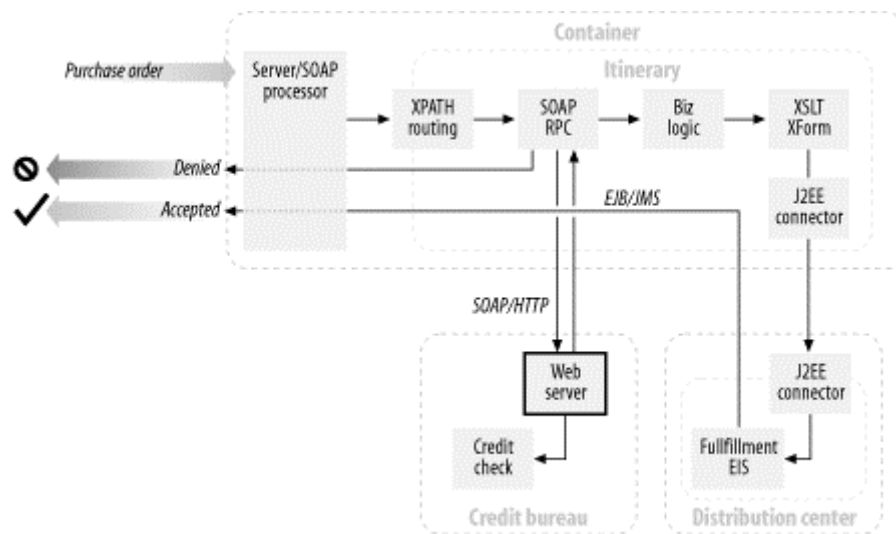 Container
Purchase order
Server/SOAP
processor
Itinerary
XPATH
routing
SOAP
RPC
Biz
logic
XSLT
XForm
Denied
Accepted
EJB/JMS
J2EE
connector
SOAP/HTTP
Web
server
J2EE
connector
Credit
check
Fullfillment
EIS
Credit bureau
Distribution center